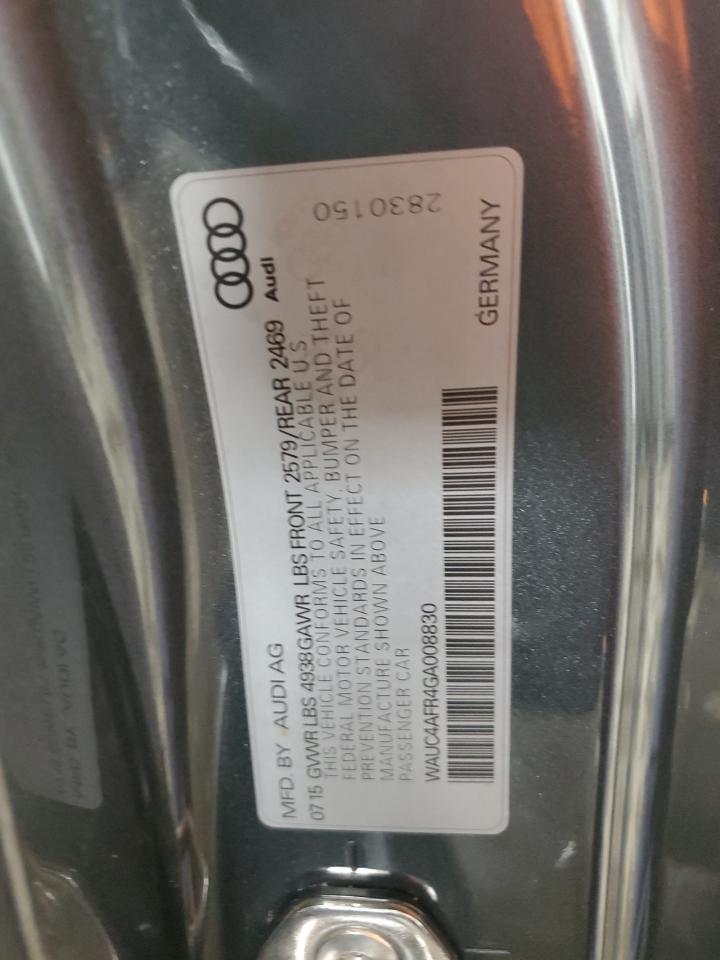 MFD. BY AUDI AG
Audi
0715 GVWR LBS 4938 GAWR LBS FRONT 2579/REAR 2469
THIS VEHICLE CONFORMS TO ALL APPLICABLE U.S
FEDERAL MOTOR VEHICLE SAFETY, BUMPER AND THEFT
PREVENTION STANDARDS IN EFFECT ON THE DATE OF
MANUFACTURE SHOWN ABOVE
PASSENGER CAR
2830150
WAUC4AFR4GA008830
GERMANY